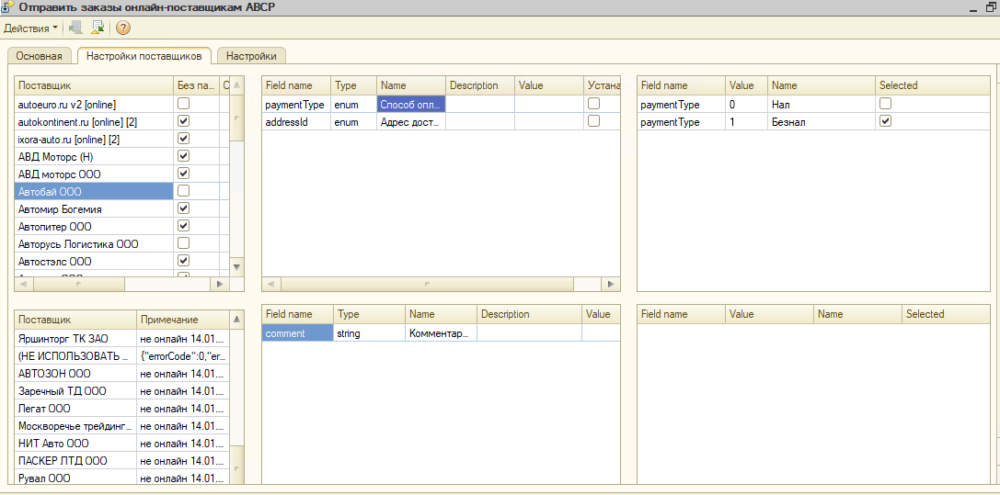 Отправить заказы онлайн-поставщикам ABCP
Действия
Основная Настройки поставщиков Настройки
Поставщик Без па... С
autoeuro.ru v2 [online]
autokontinent.ru [online] [2]
ixora-auto.ru [online] [2]
АВД Моторс (Н)
АВД моторс ООО
Автобай ООО
Автомир Богемия
Автопитер ООО
Авторусь Логистика ООО
Автостэлс ООО
Field name Type Name Description Value Устана
paymentType enum Способ опл...
addressId enum Адрес дост...
Field name Value Name Selected
paymentType 0 Нал
paymentType 1 Безнал
Поставщик Примечание
Яршинторг ТК ЗАО не онлайн 14.01....
(НЕ ИСПОЛЬЗОВАТЬ ... {"errorCode":0,"er...
АВТОЗОН ООО не онлайн 14.01....
Заречный ТД ООО не онлайн 14.01....
Легат ООО не онлайн 14.01....
Москворечье трейдинг... не онлайн 14.01....
НИТ Авто ООО не онлайн 14.01....
ПАСКЕР ЛТД ООО не онлайн 14.01....
Рувал ООО не онлайн 14.01....
Field name Type Name Description Value
comment string Комментар...
Field name Value Name Selected